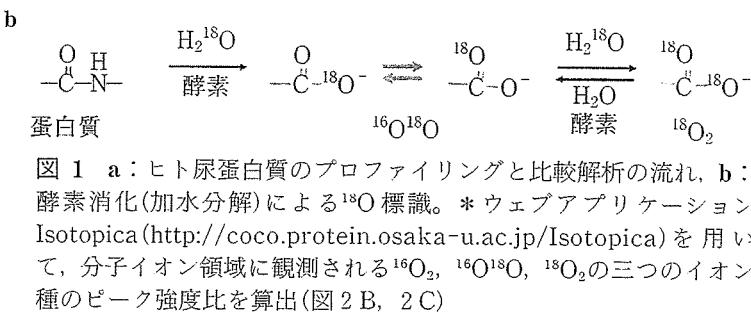 b
H₂¹⁸O
酵素
O H
–C–N–
蛋白質
O
–C–¹⁸O⁻
¹⁶O¹⁸O
¹⁸O
–C–O⁻
H₂¹⁸O
H₂O
酵素
¹⁸O
–C–¹⁸O⁻
¹⁸O₂
図 1 a:ヒト尿蛋白質のプロファイリングと比較解析の流れ, b:
酵素消化(加水分解)による¹⁸O 標識。*ウェブアプリケーション
Isotopica(http://coco.protein.osaka-u.ac.jp/Isotopica)を用い
て,分子イオン領域に観測される¹⁶O₂, ¹⁶O¹⁸O, ¹⁸O₂の三つのイオン
種のピーク強度比を算出(図 2 B, 2 C)